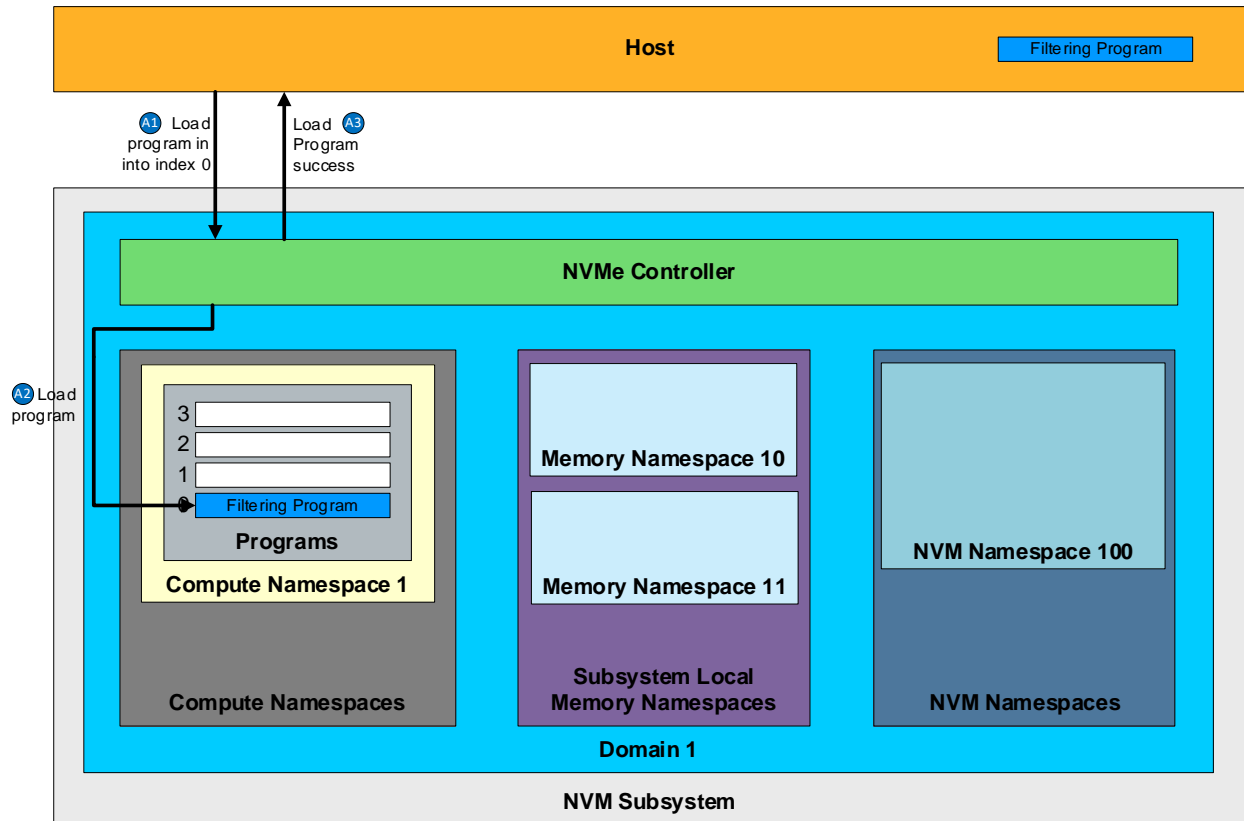 Host
Filtering Program
A1 Load
program in
into index 0
Load A3
Program
success
NVMe Controller
A2 Load
program
3
2
1
0
Filtering Program
Programs
Compute Namespace 1
Compute Namespaces
Memory Namespace 10
Memory Namespace 11
Subsystem Local
Memory Namespaces
NVM Namespace 100
NVM Namespaces
Domain 1
NVM Subsystem